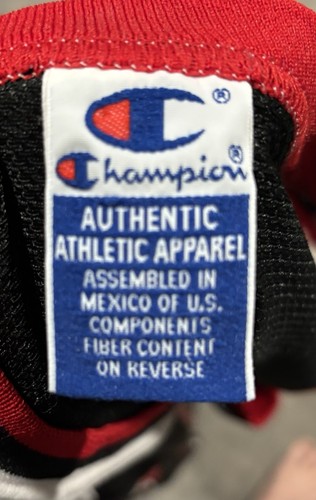 ®
Champion®
AUTHENTIC
ATHLETIC APPAREL
ASSEMBLED IN
MEXICO OF U.S.
COMPONENTS
FIBER CONTENT
ON REVERSE